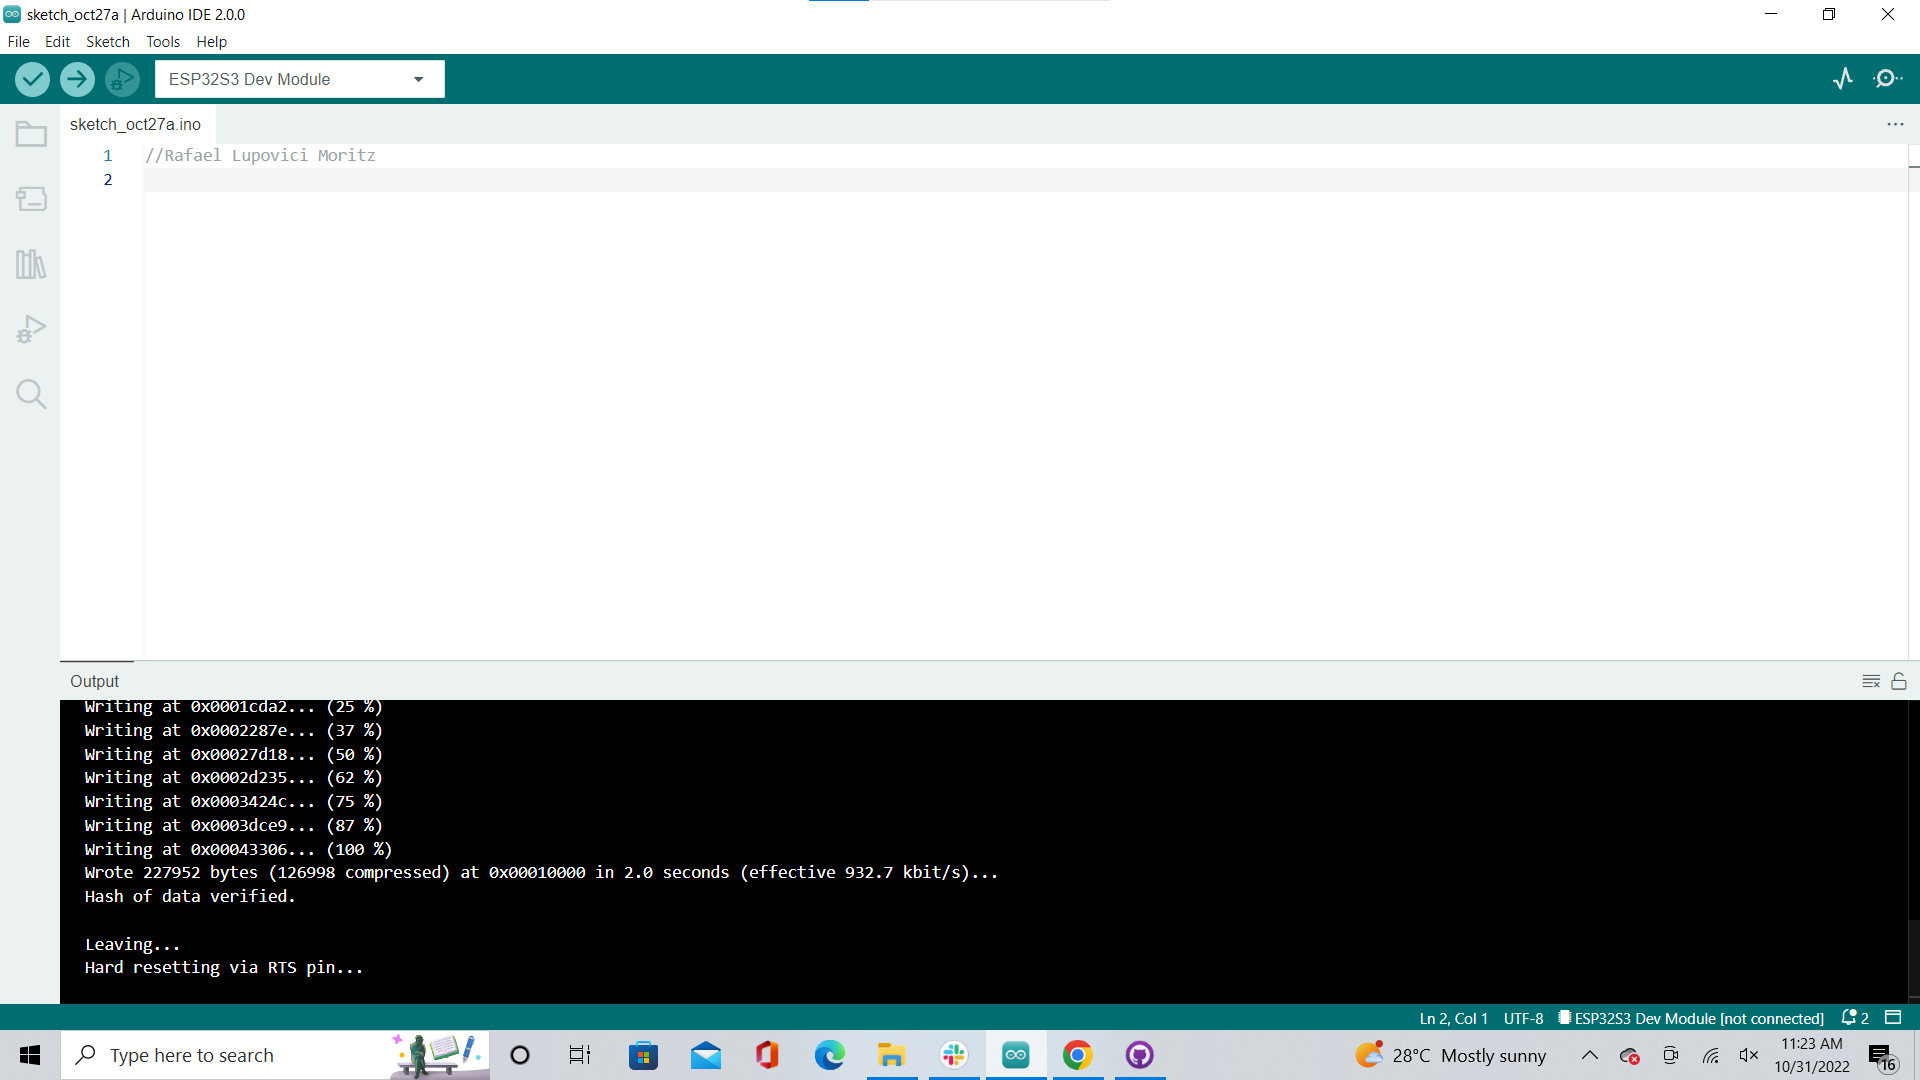 sketch_oct27a | Arduino IDE 2.0.0
File Edit Sketch Tools Help
ESP32S3 Dev Module
sketch_oct27a.ino
1 //Rafael Lupovici Moritz
2
Output
Writing at 0x0001cda2... (25 %)
Writing at 0x0002287e... (37 %)
Writing at 0x00027d18... (50 %)
Writing at 0x0002d235... (62 %)
Writing at 0x0003424c... (75 %)
Writing at 0x0003dce9... (87 %)
Writing at 0x00043306... (100 %)
Wrote 227952 bytes (126998 compressed) at 0x00010000 in 2.0 seconds (effective 932.7 kbit/s)...
Hash of data verified.
Leaving...
Hard resetting via RTS pin...
Ln 2, Col 1 UTF-8 ESP32S3 Dev Module [not connected] 2
Type here to search
28°C Mostly sunny
11:23 AM
10/31/2022
16